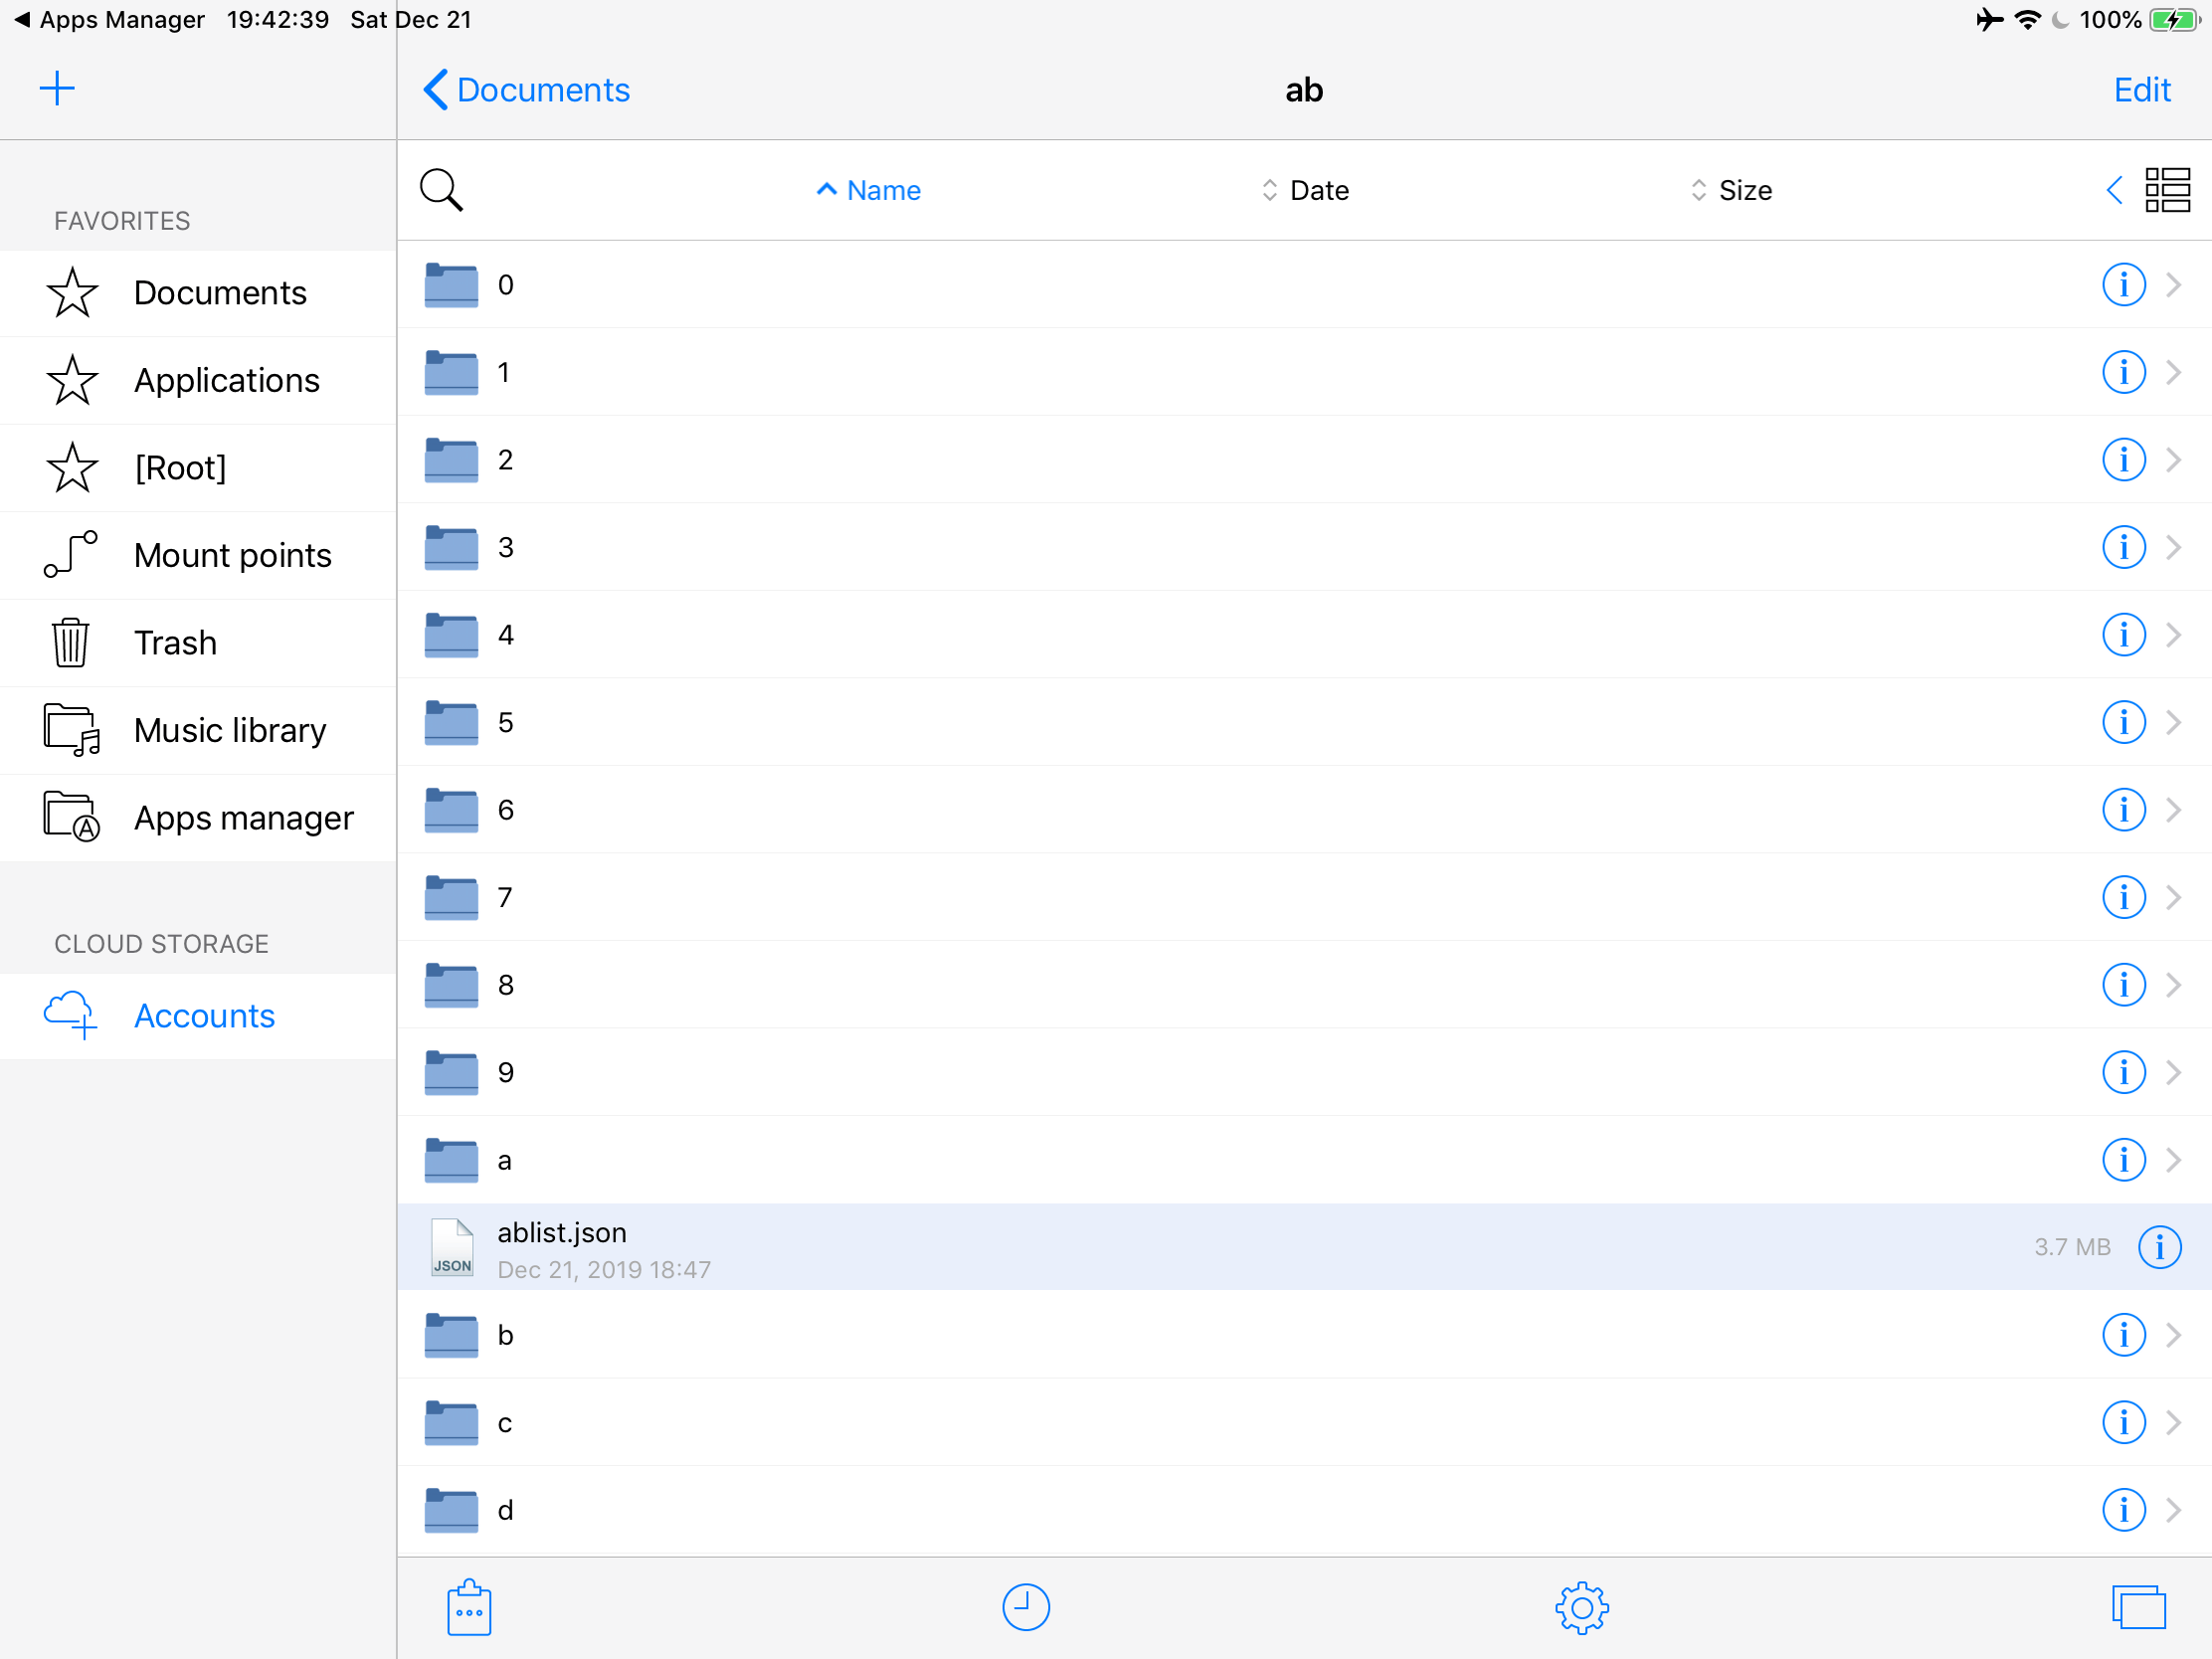 Apps Manager 19:42:39 Sat Dec 21 100%
Documents ab Edit
Name Date Size
FAVORITES
Documents
Applications
[Root]
Mount points
Trash
Music library
Apps manager
CLOUD STORAGE
Accounts
0
1
2
3
4
5
6
7
8
9
a
JSON ablist.json
Dec 21, 2019 18:47
3.7 MB
b
c
d